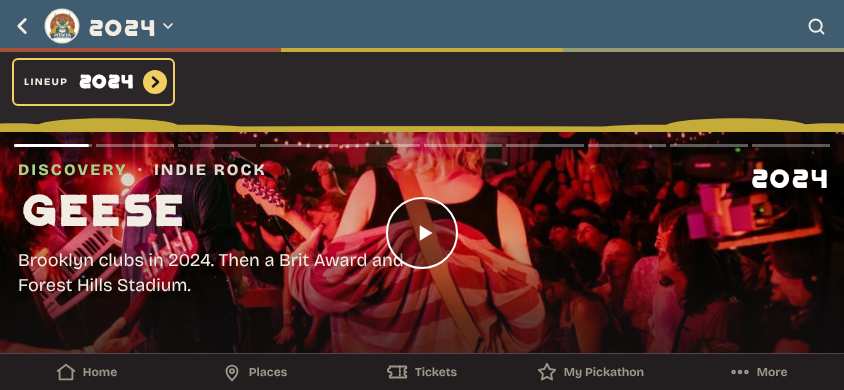 2024
LINEUP 2024
DISCOVERY · INDIE ROCK
2024
GEESE
Brooklyn clubs in 2024. Then a Brit Award and
Forest Hills Stadium.
Home Places Tickets My Pickathon More